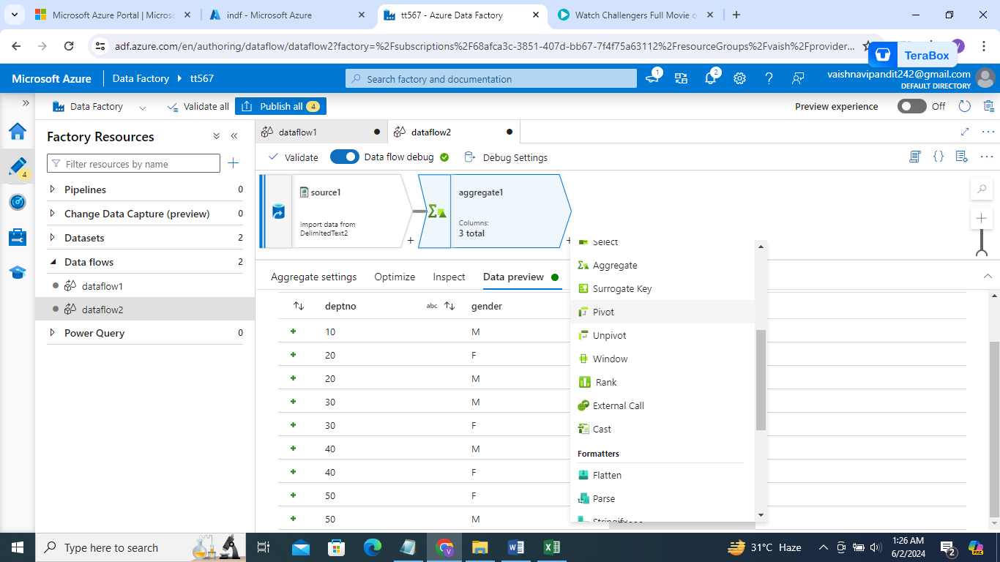 Microsoft Azure Portal | Micros
indf - Microsoft Azure
tt567 - Azure Data Factory
Watch Challengers Full Movie o
adf.azure.com/en/authoring/dataflow/dataflow2?factory=%2Fsubscriptions%2F68afca3c-3851-407d-bb67-7f4f75a63112%2FresourceGroups%2Fvaish%2Fprovider...
TeraBox
Microsoft Azure
Data Factory
tt567
Search factory and documentation
1
2
vaishnavipandit242@gmail.com
DEFAULT DIRECTORY
Data Factory
Validate all
Publish all 4
Preview experience
Off
4
Factory Resources
dataflow1
dataflow2
Filter resources by name
Validate
Data flow debug
Debug Settings
Pipelines 0
Change Data Capture (preview) 0
Datasets 2
Data flows 2
dataflow1
dataflow2
Power Query 0
source1
Import data from
DelimitedText2
aggregate1
Columns:
3 total
Aggregate settings
Optimize
Inspect
Data preview
deptno abc gender
10 M
20 F
20 M
30 M
30 F
40 M
40 F
50 F
50 M
Select
Aggregate
Surrogate Key
Pivot
Unpivot
Window
Rank
External Call
Cast
Formatters
Flatten
Parse
Type here to search
31°C Haze
1:26 AM
6/2/2024
2
PRE